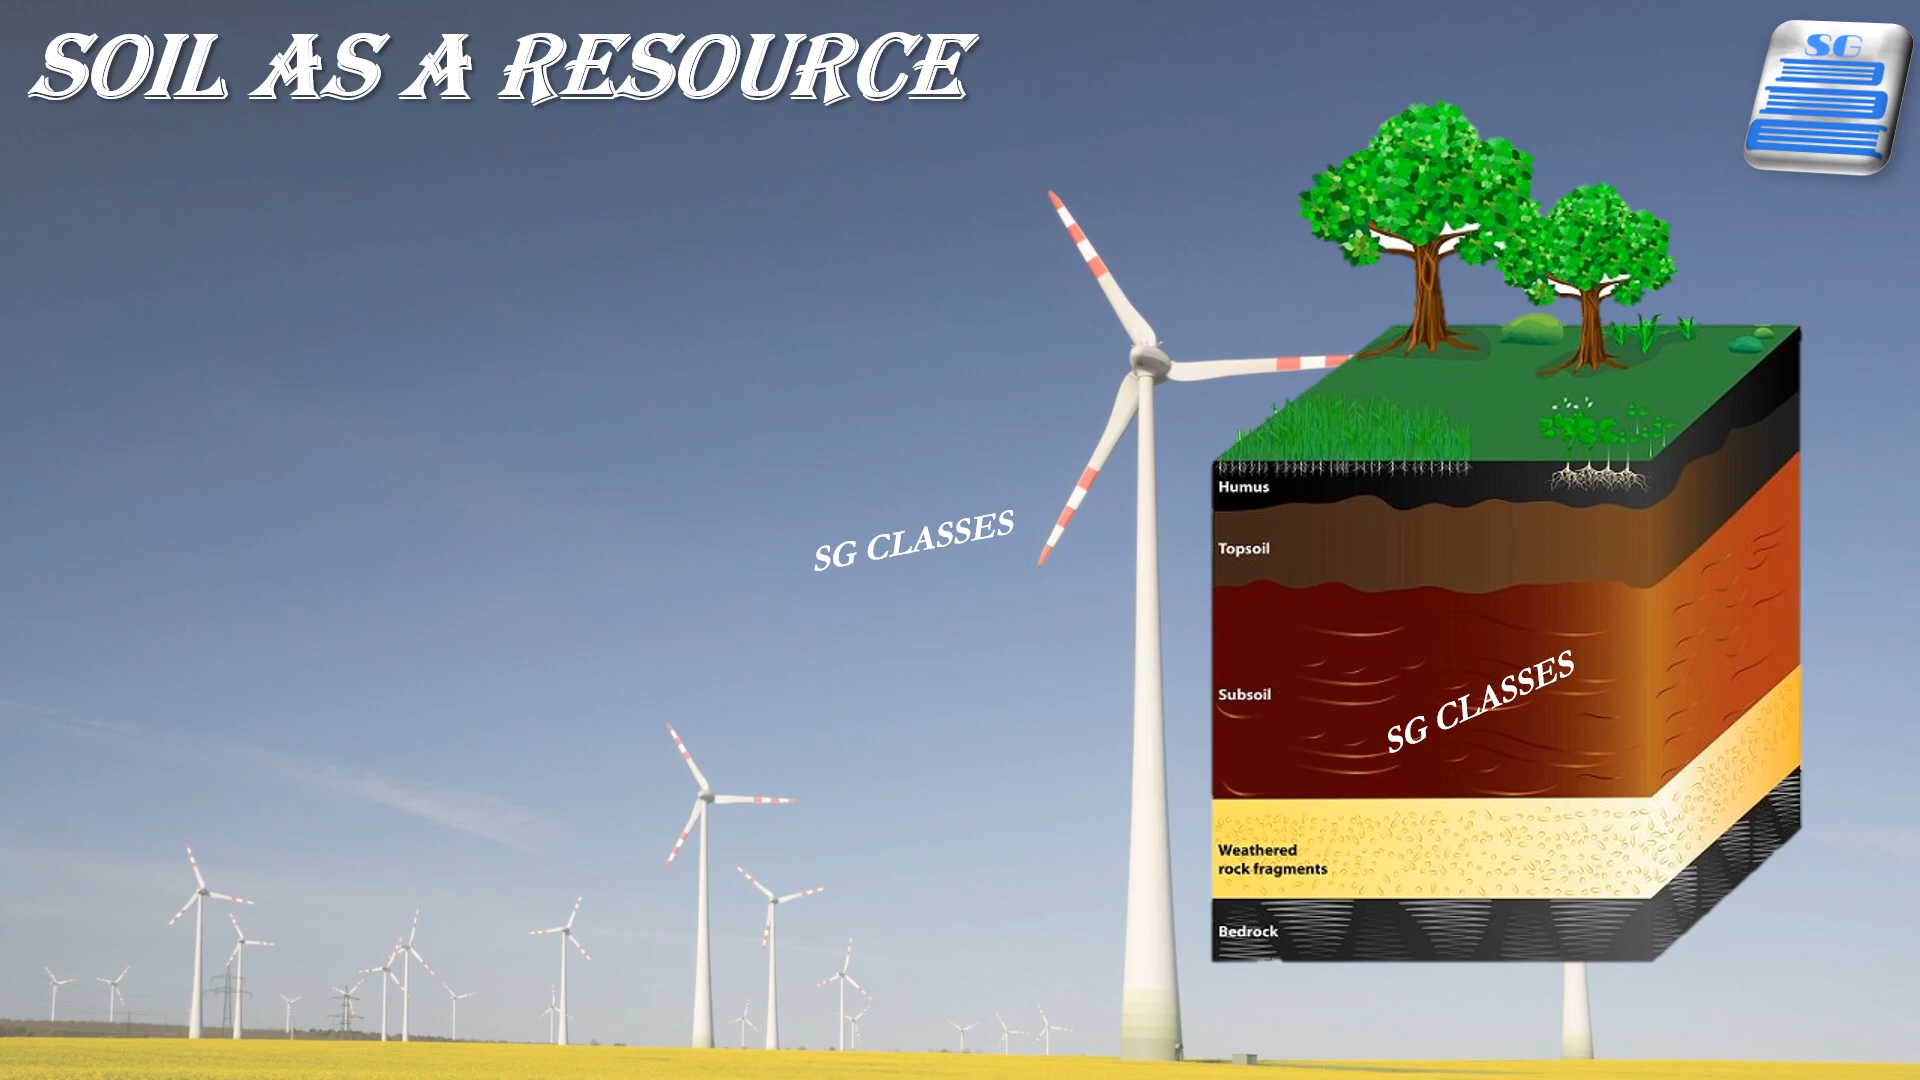 SOIL AS A RESOURCE
SG
SG CLASSES
Humus
Topsoil
Subsoil
SG CLASSES
Weathered
rock fragments
Bedrock